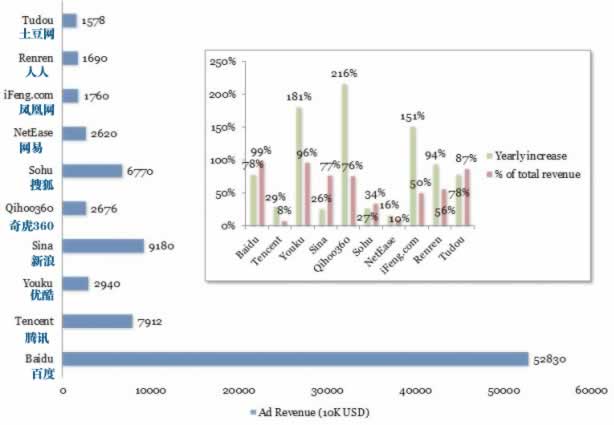 Tudou
土豆网
1578
Renren
人人
1690
iFeng.com
凤凰网
1760
NetEase
网易
2620
Sohu
搜狐
6770
Qihoo360
奇虎360
2676
Sina
新浪
9180
Youku
优酷
2940
Tencent
腾讯
7912
Baidu
百度
52830
0 10000 20000 30000 40000 50000 60000
Ad Revenue (10K USD)
250%
200%
150%
100%
50%
0%
78% 99%
29% 8%
181% 96%
26% 77%
216% 76%
27% 34%
16% 10%
151% 50%
94% 56%
78% 87%
Baidu
Tencent
Youku
Sina
Qihoo360
Sohu
NetEase
iFeng.com
Renren
Tudou
Yearly increase
% of total revenue